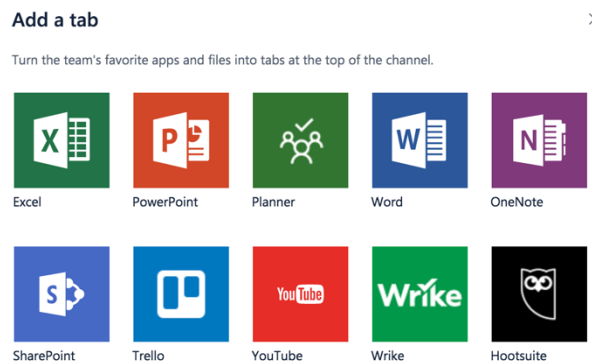 Add a tab
Turn the team's favorite apps and files into tabs at the top of the channel.
X P W N
Excel PowerPoint Planner Word OneNote
S YouTube Wrike
SharePoint Trello YouTube Wrike Hootsuite